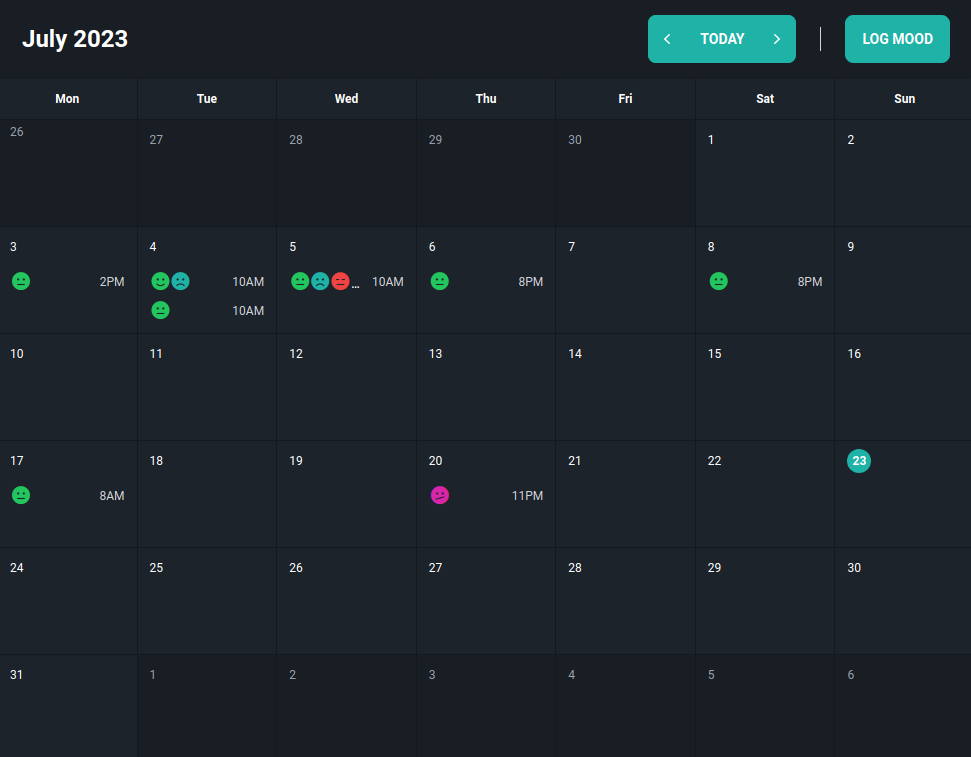 July 2023
TODAY
LOG MOOD
Mon Tue Wed Thu Fri Sat Sun
26 27 28 29 30 1 2
3 4 5 6 7 8 9
2PM 10AM ... 10AM 8PM 8PM
10AM
10 11 12 13 14 15 16
17 18 19 20 21 22 23
8AM 11PM
24 25 26 27 28 29 30
31 1 2 3 4 5 6